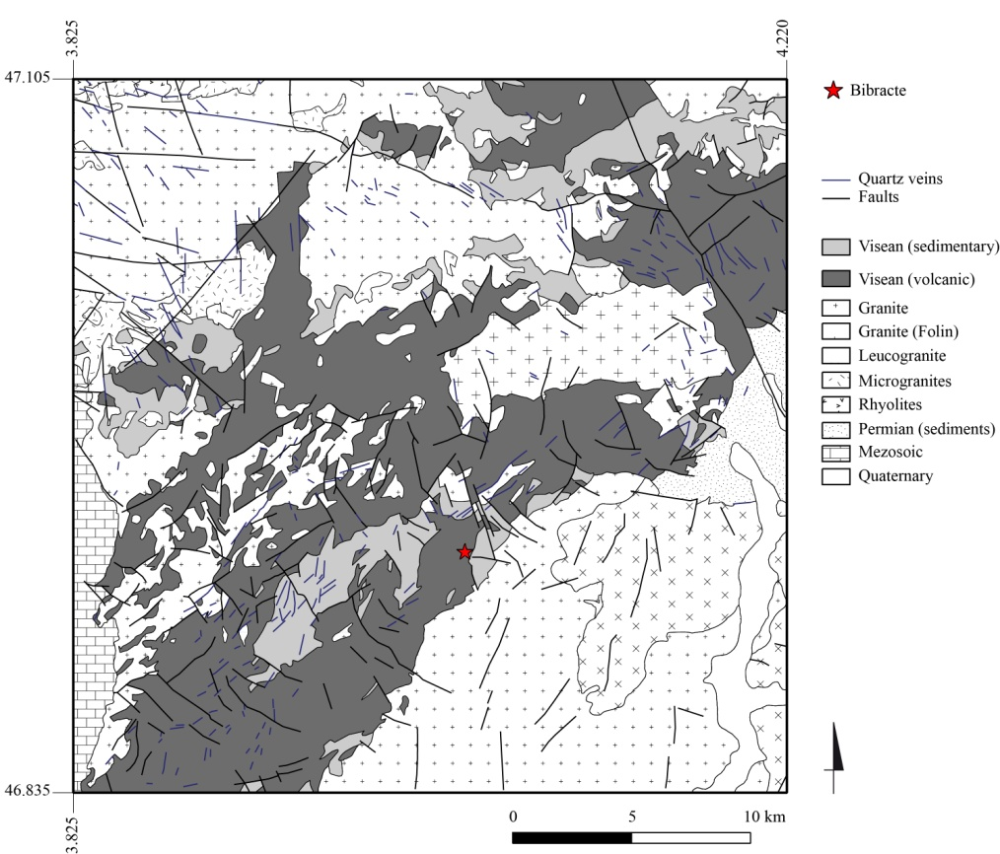 3.825
4.220
47.105
Bibracte
Quartz veins
Faults
Visean (sedimentary)
Visean (volcanic)
Granite
Granite (Folin)
Leucogranite
Microgranites
Rhyolites
Permian (sediments)
Mezosoic
Quaternary
46.835
3.825
0 5 10 km